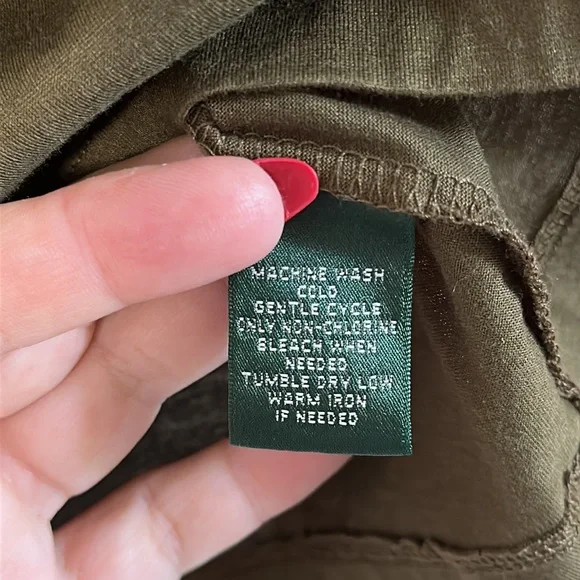 MACHINE WASH
COLD
GENTLE CYCLE
ONLY NON-CHLORINE
BLEACH WHEN
NEEDED
TUMBLE DRY LOW
WARM IRON
IF NEEDED